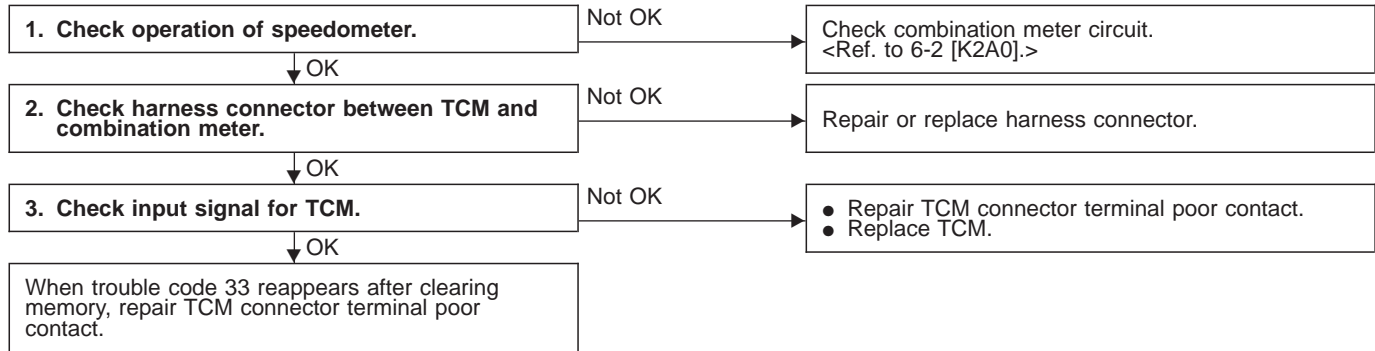 1. Check operation of speedometer.
Not OK
Check combination meter circuit.
<Ref. to 6-2 [K2A0].>
OK
2. Check harness connector between TCM and
combination meter.
Not OK
Repair or replace harness connector.
OK
3. Check input signal for TCM.
Not OK
● Repair TCM connector terminal poor contact.
● Replace TCM.
OK
When trouble code 33 reappears after clearing
memory, repair TCM connector terminal poor
contact.